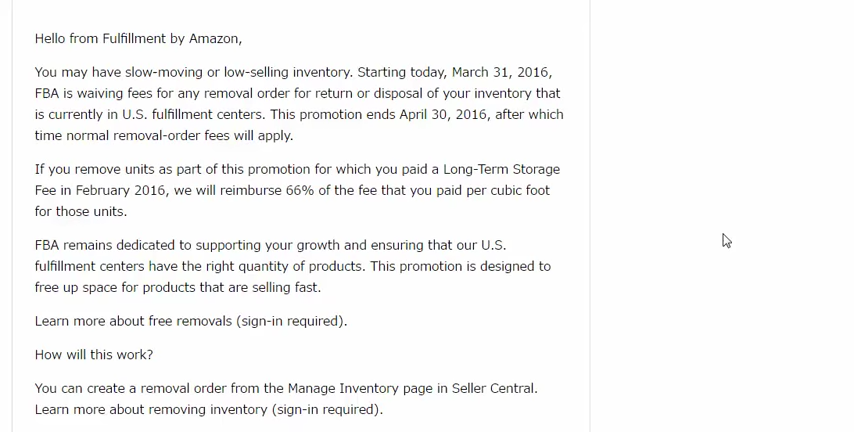 Hello from Fulfillment by Amazon,
You may have slow-moving or low-selling inventory. Starting today, March 31, 2016,
FBA is waiving fees for any removal order for return or disposal of your inventory that
is currently in U.S. fulfillment centers. This promotion ends April 30, 2016, after which
time normal removal-order fees will apply.
If you remove units as part of this promotion for which you paid a Long-Term Storage
Fee in February 2016, we will reimburse 66% of the fee that you paid per cubic foot
for those units.
FBA remains dedicated to supporting your growth and ensuring that our U.S.
fulfillment centers have the right quantity of products. This promotion is designed to
free up space for products that are selling fast.
Learn more about free removals (sign-in required).
How will this work?
You can create a removal order from the Manage Inventory page in Seller Central.
Learn more about removing inventory (sign-in required).